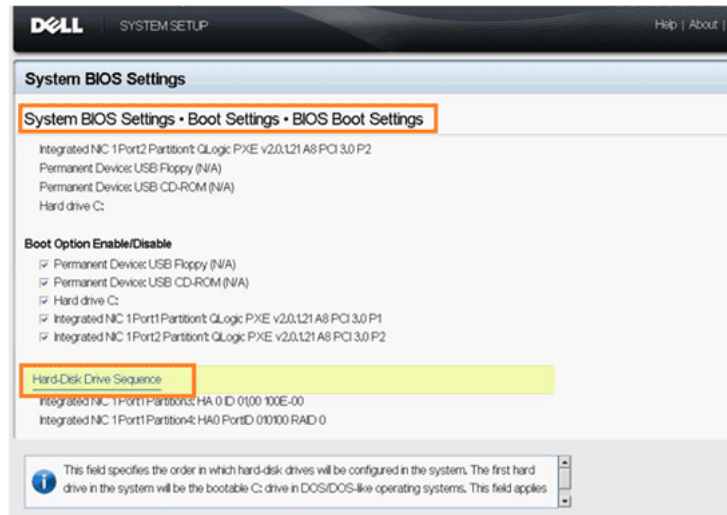 DELL SYSTEM SETUP Help | About |
System BIOS Settings
System BIOS Settings • Boot Settings • BIOS Boot Settings
Integrated NIC 1 Port2 Partition1: QLogic PXE v2.0.1.21 A8 PCI 3.0 P2
Permanent Device: USB Floppy (N/A)
Permanent Device: USB CD-ROM (N/A)
Hard drive C:
Boot Option Enable/Disable
Permanent Device: USB Floppy (N/A)
Permanent Device: USB CD-ROM (N/A)
Hard drive C:
Integrated NIC 1 Port1 Partition1: QLogic PXE v2.0.1.21 A8 PCI 3.0 P1
Integrated NIC 1 Port2 Partition1: QLogic PXE v2.0.1.21 A8 PCI 3.0 P2
Hard-Disk Drive Sequence
Integrated NIC 1 Port1 Partition3: HA 0 ID 01,00 100E-00
Integrated NIC 1 Port1 Partition4: HA0 PortID 010100 RAID 0
This field specifies the order in which hard-disk drives will be configured in the system. The first hard
drive in the system will be the bootable C: drive in DOS/DOS-like operating systems. This field applies